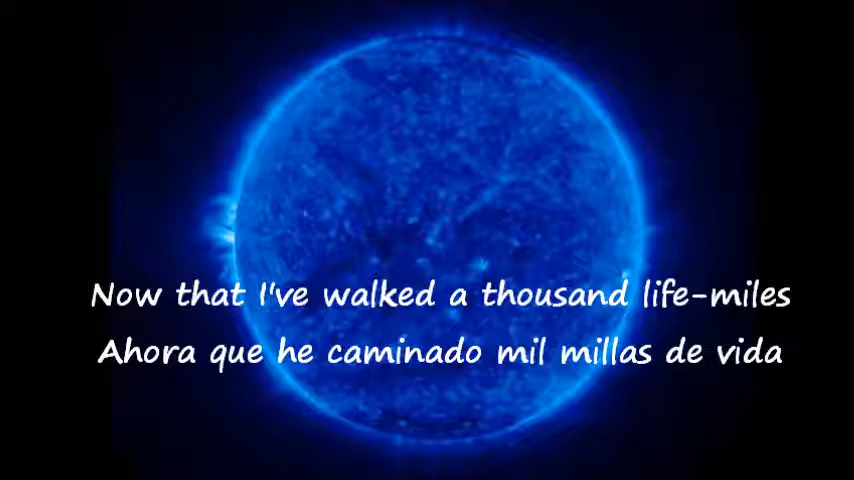 Now that I've walked a thousand life-miles
Ahora que he caminado mil millas de vida